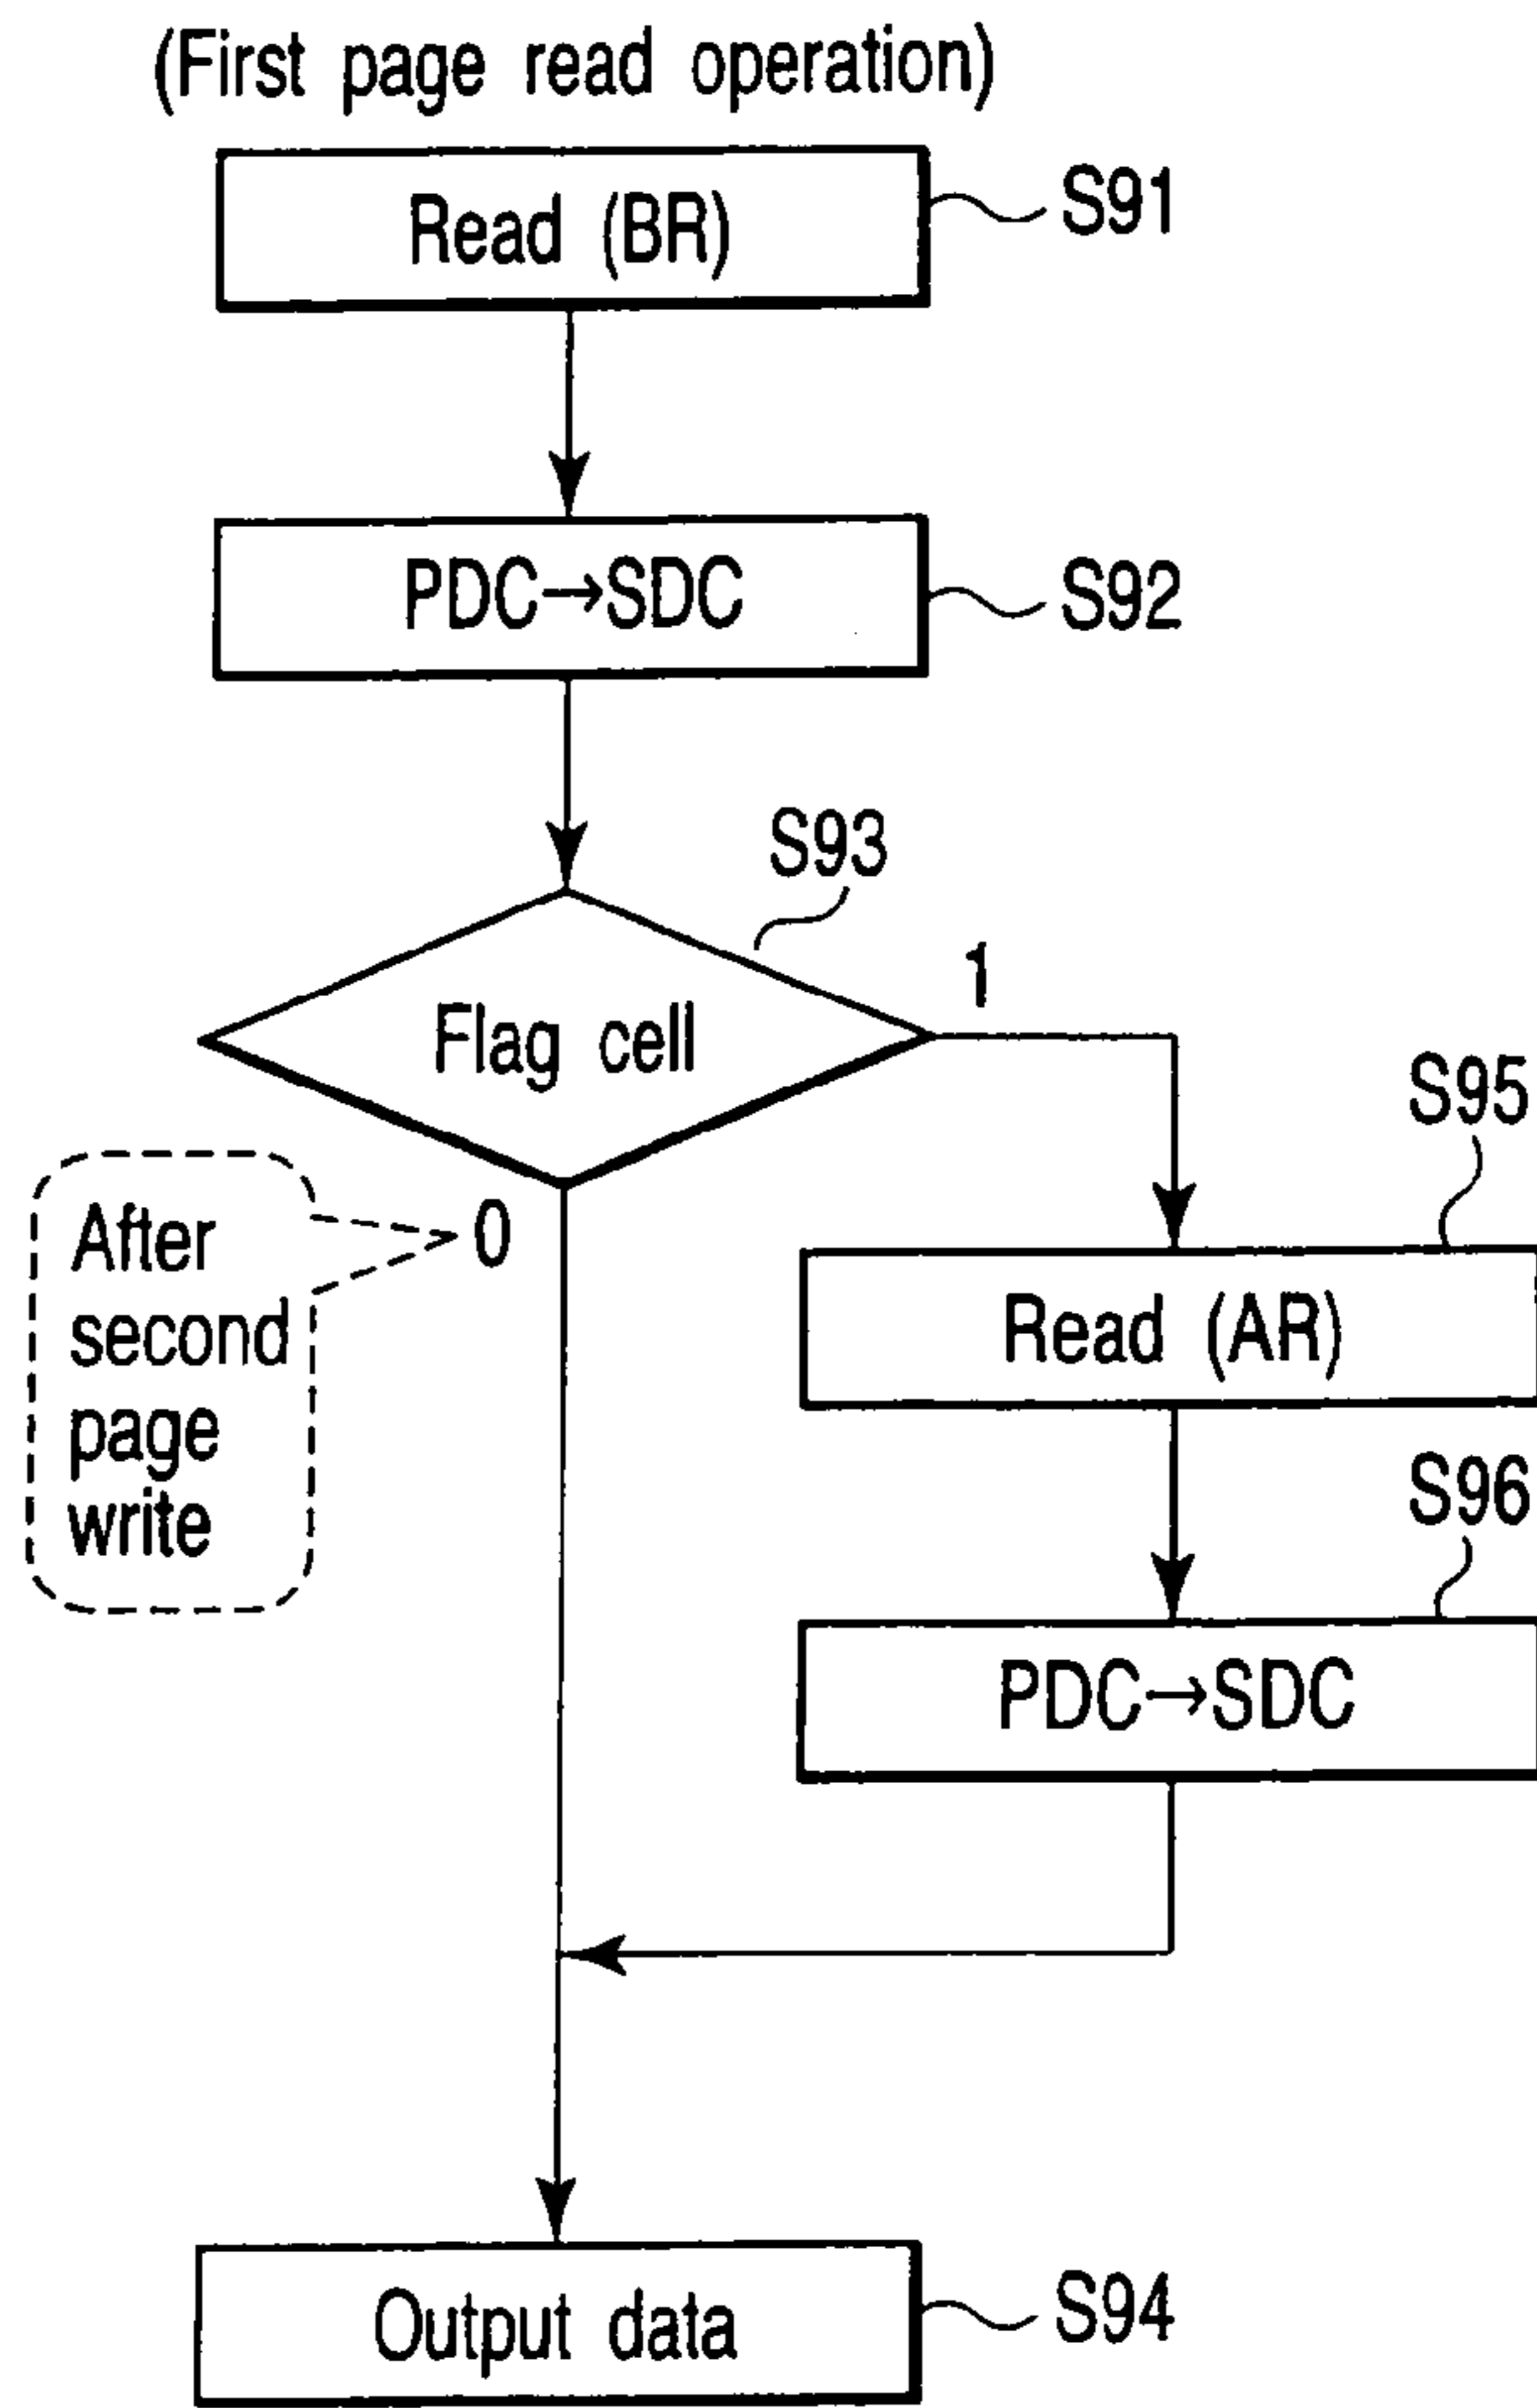 (First page read operation)
Read (BR)
S91
PDC→SDC
S92
S93
Flag cell
1
0
After
second
page
write
S95
Read (AR)
S96
PDC→SDC
Output data
S94